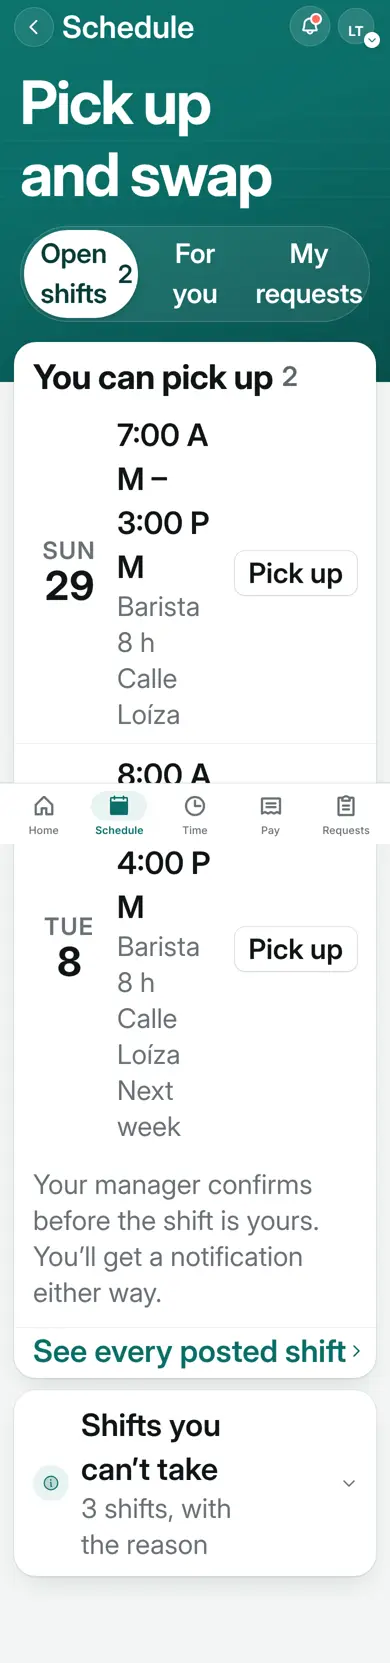 Schedule
LT
Pick up
and swap
Open
shifts
2
For
you
My
requests
You can pick up 2
SUN
29
7:00 A
M –
3:00 P
M
Barista
8 h
Calle
Loíza
Pick up
8:00 A
Home
Schedule
Time
Pay
Requests
TUE
8
4:00 P
M
Barista
8 h
Calle
Loíza
Next
week
Pick up
Your manager confirms
before the shift is yours.
You’ll get a notification
either way.
See every posted shift
Shifts you
can’t take
3 shifts, with
the reason